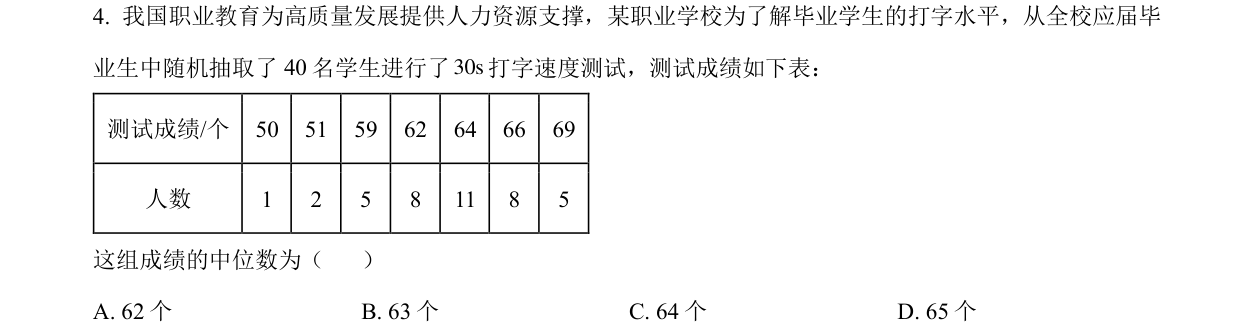 4. 我国职业教育为高质量发展提供人力资源支撑，某职业学校为了解毕业学生的打字水平，从全校应届毕
业生中随机抽取了 40 名学生进行了 30s 打字速度测试，测试成绩如下表：
测试成绩/个 50 51 59 62 64 66 69
人数 1 2 5 8 11 8 5
这组成绩的中位数为（ ）
A. 62 个 B. 63 个 C. 64 个 D. 65 个